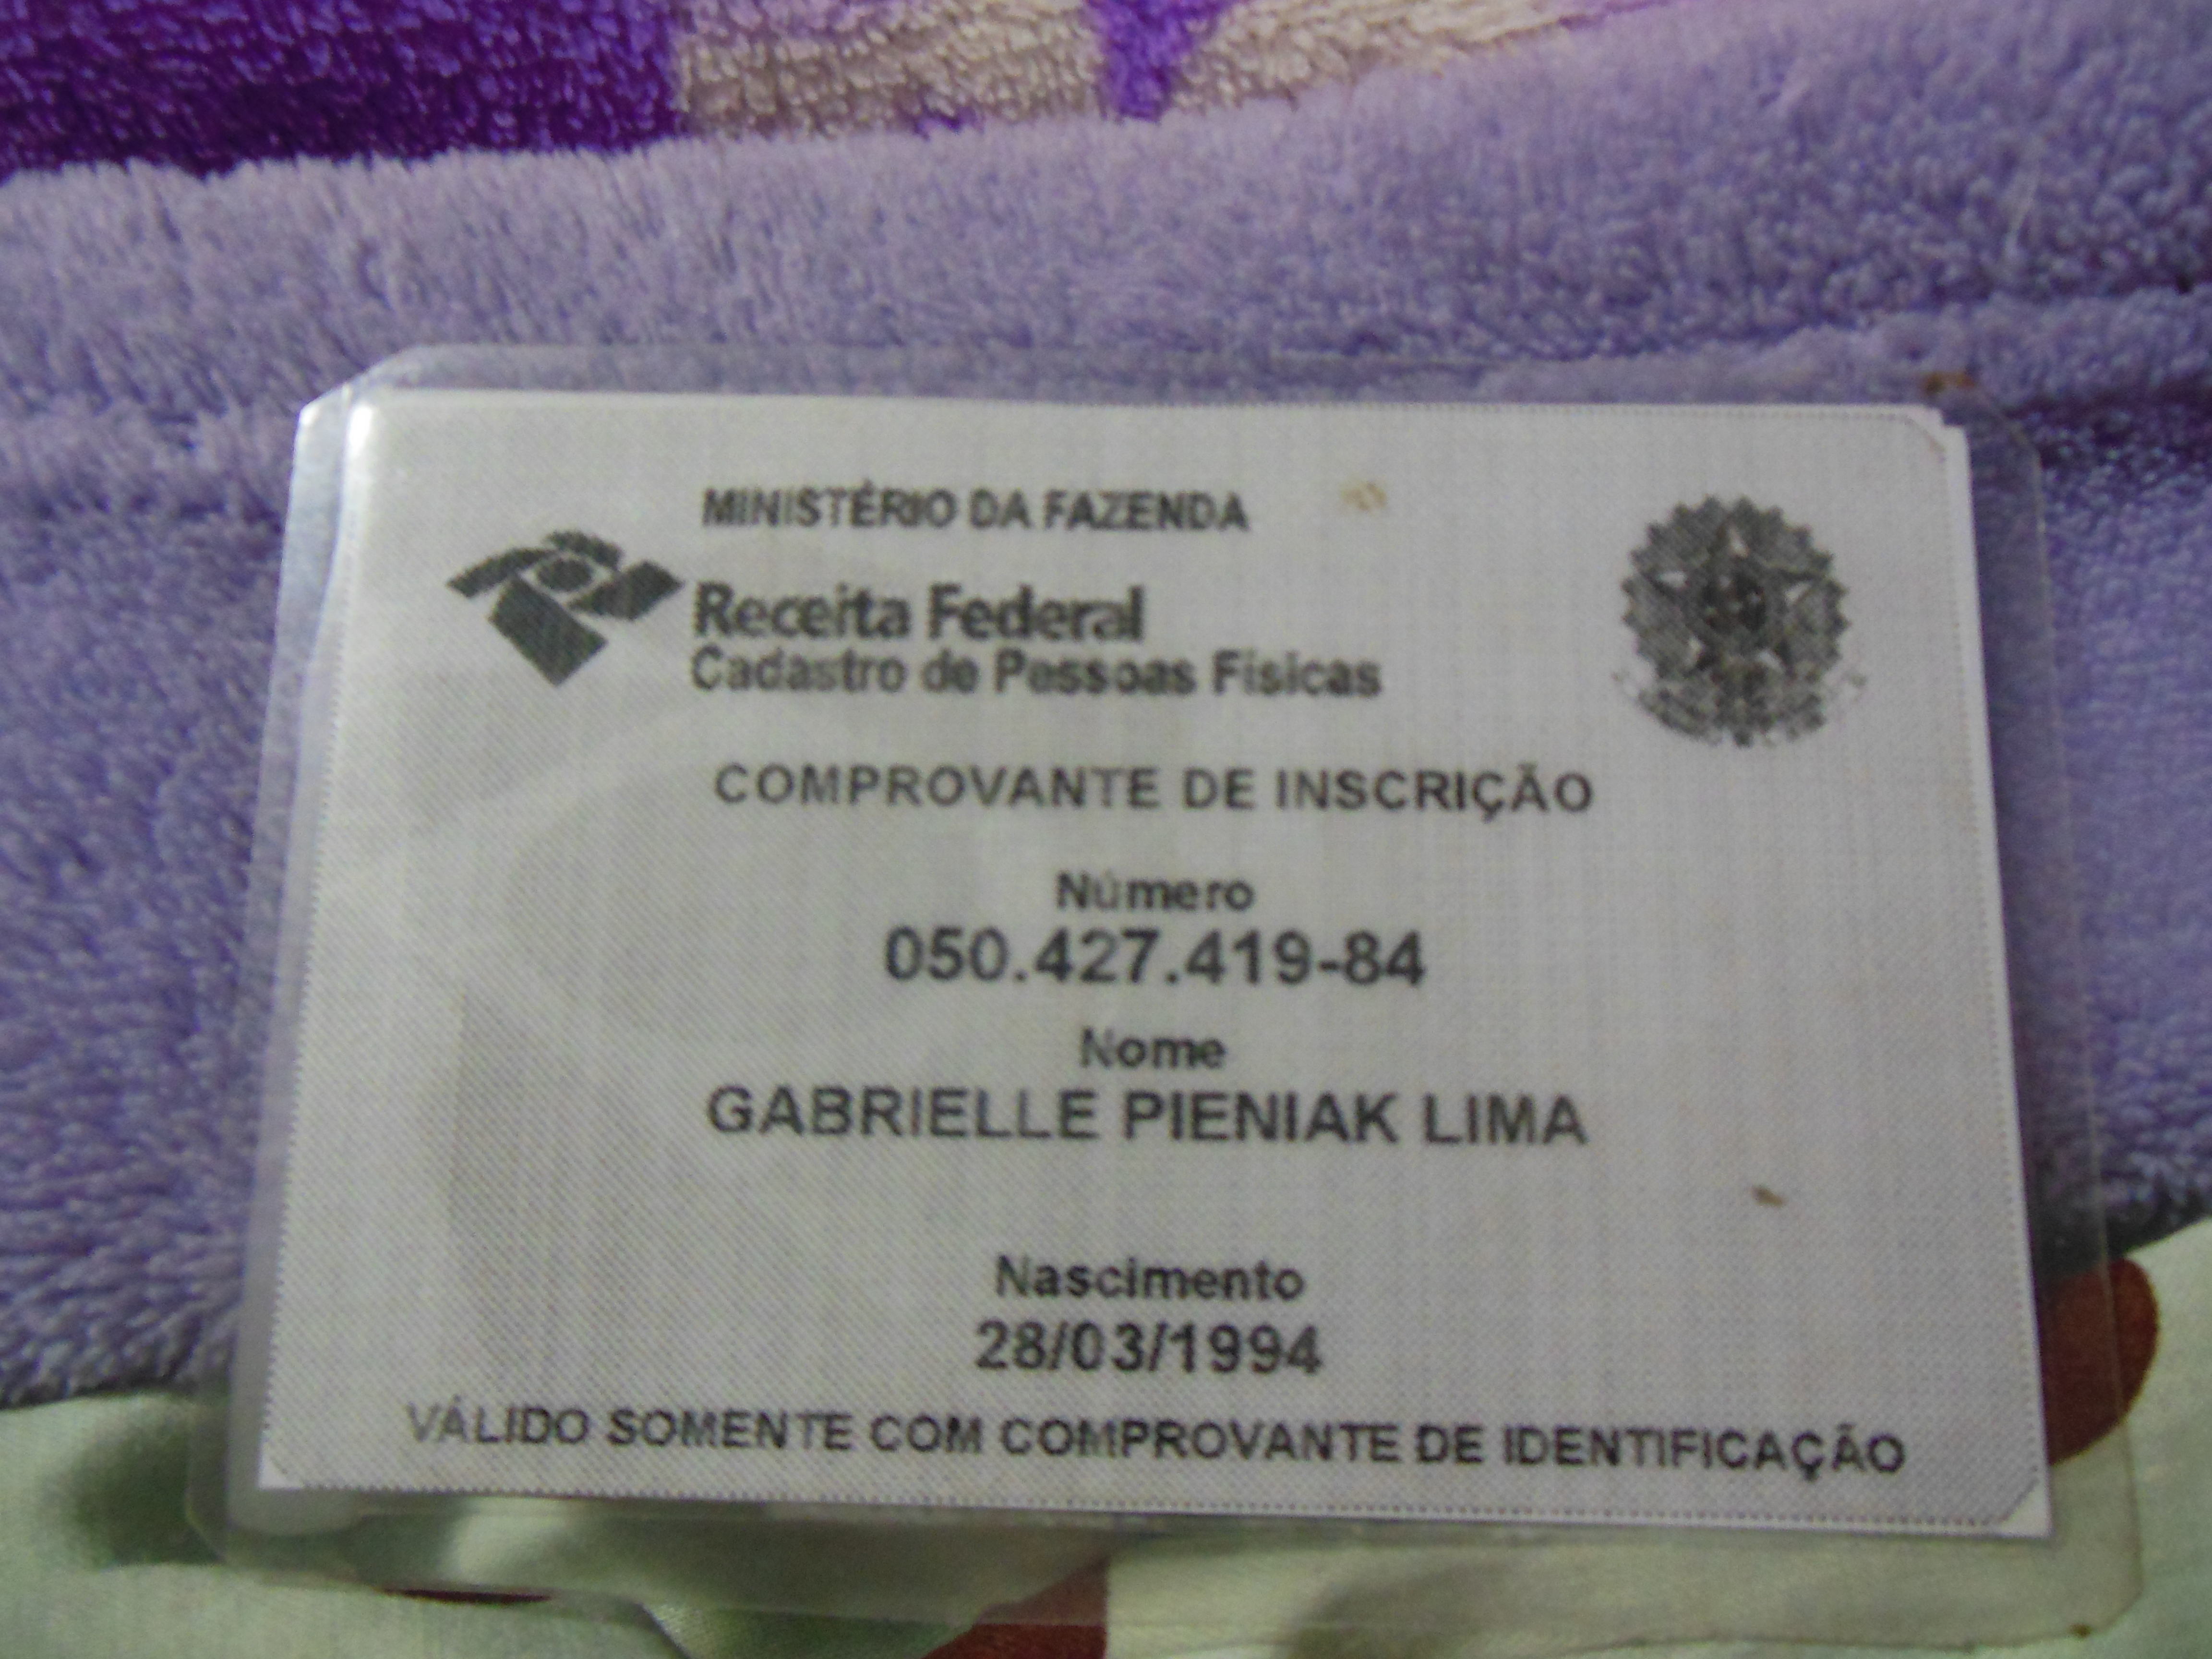 MINISTÉRIO DA FAZENDA
Receita Federal
Cadastro de Pessoas Físicas
COMPROVANTE DE INSCRIÇÃO
Número
050.427.419-84
Nome
GABRIELLE PIENIAK LIMA
Nascimento
28/03/1994
VÁLIDO SOMENTE COM COMPROVANTE DE IDENTIFICAÇÃO